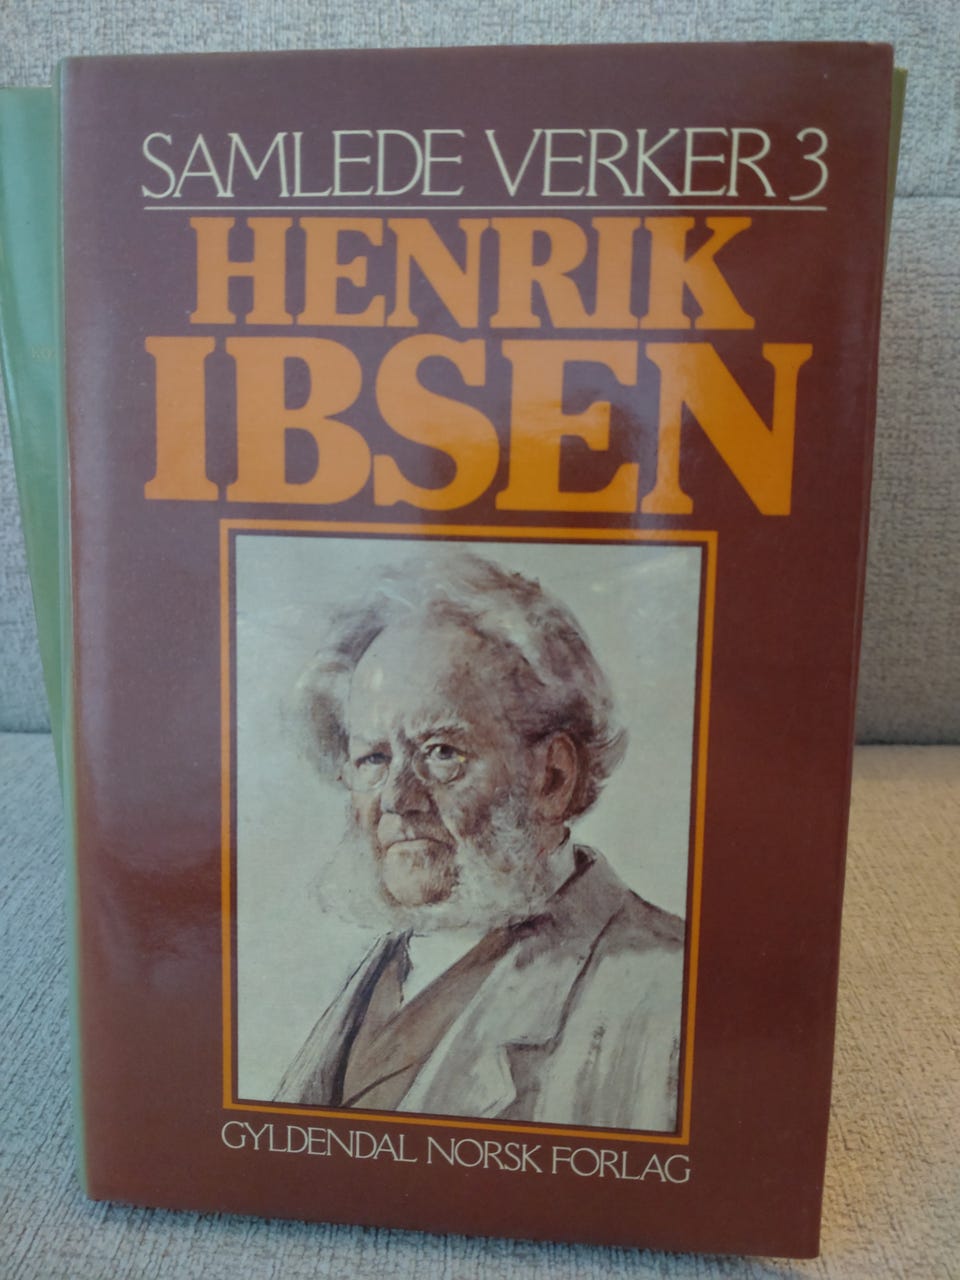 SAMLEDE VERKER 3
HENRIK
IBSEN
GYLDENDAL NORSK FORLAG